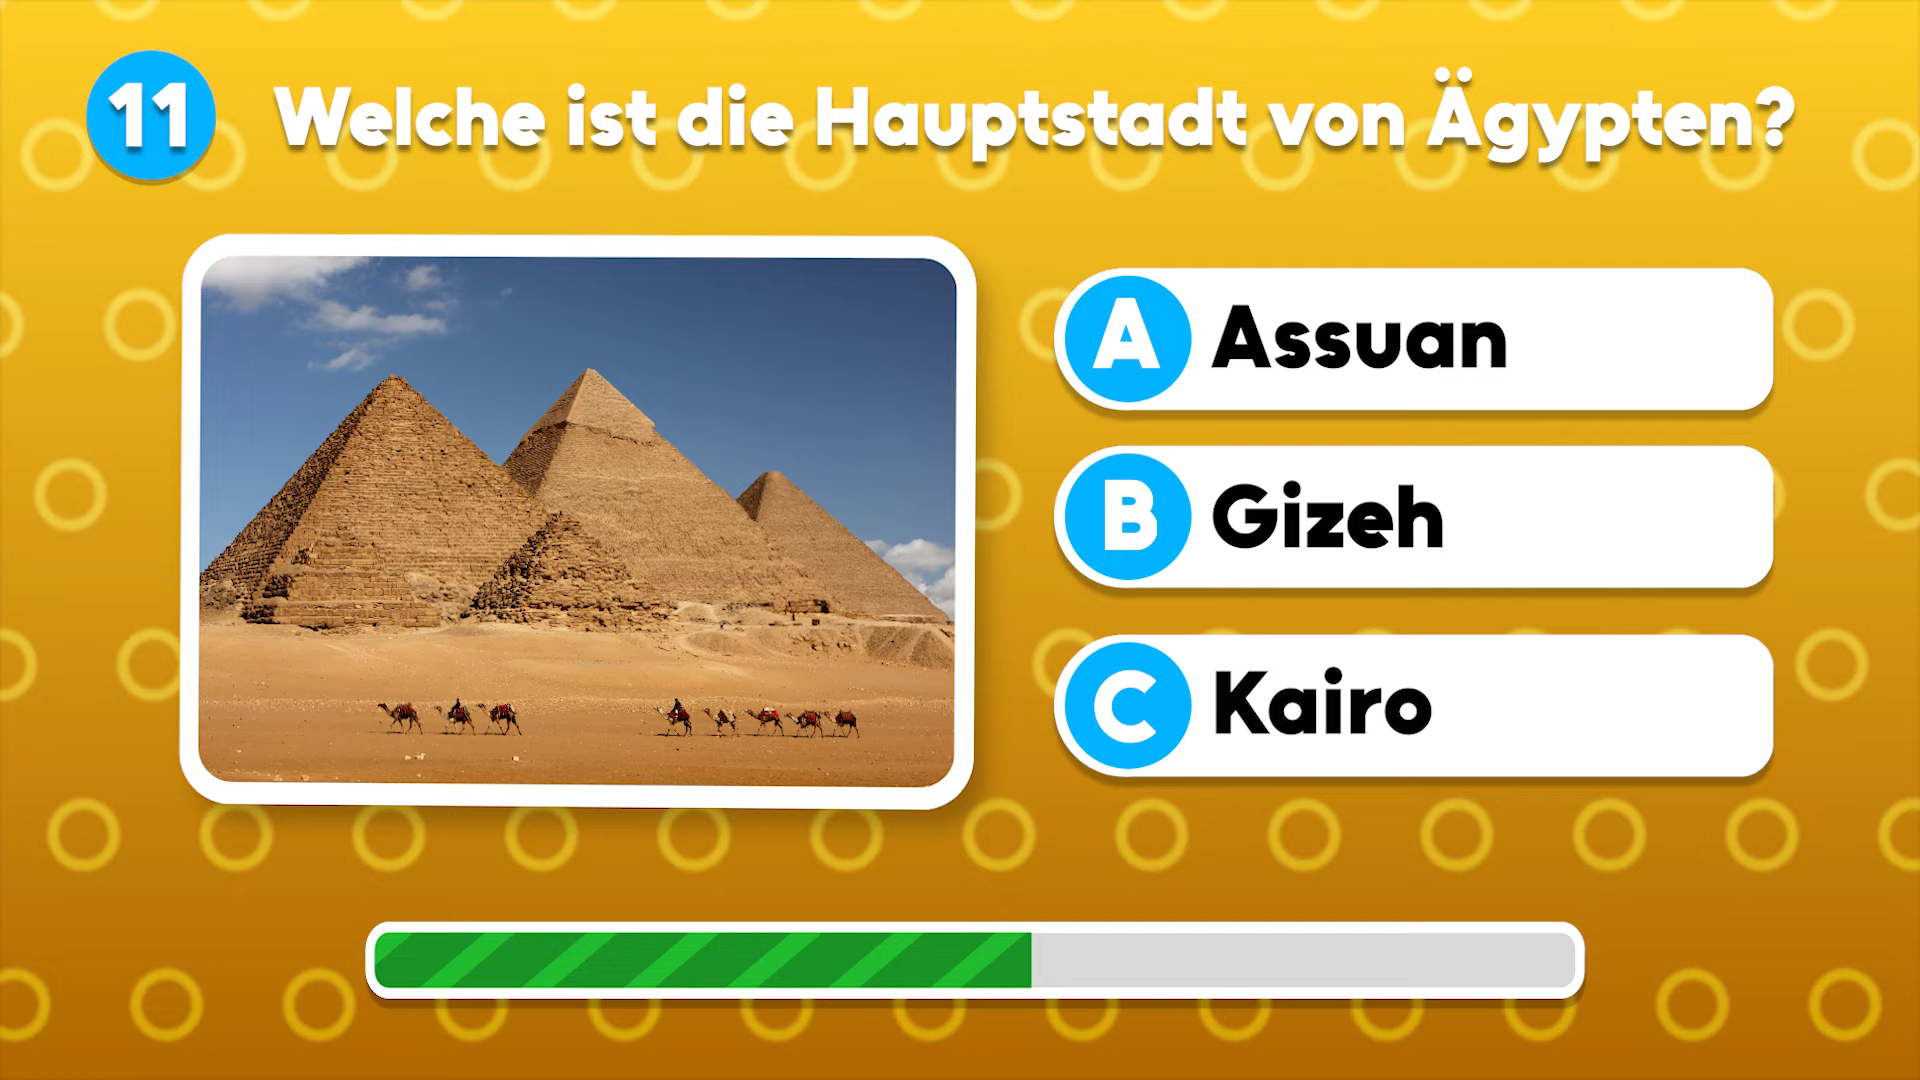 11 Welche ist die Hauptstadt von Ägypten?
A Assuan
B Gizeh
C Kairo